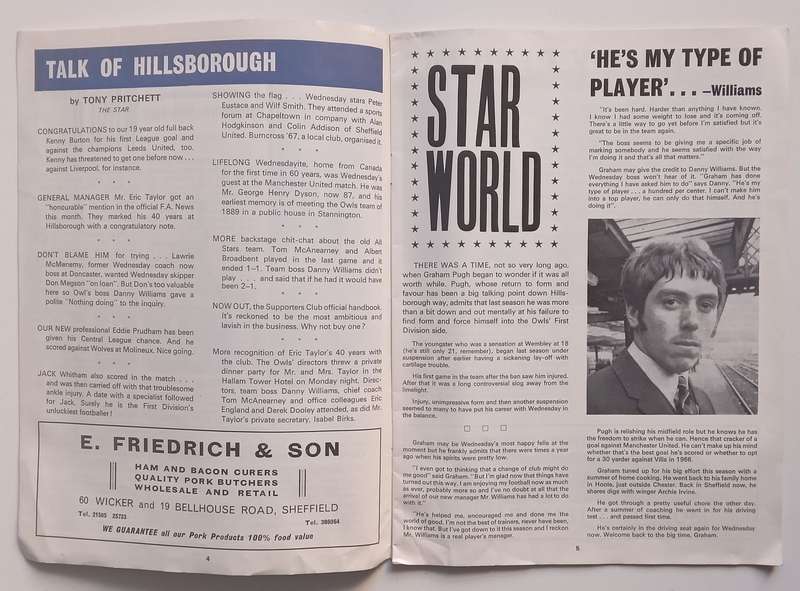 TALK OF HILLSBOROUGH
by TONY PRITCHETT
THE STAR
CONGRATULATIONS to our 19 year old full back
Kenny Burton for his first League goal and
against the champions Leeds United, too.
Kenny has threatened to get one before now . . .
against Liverpool, for instance.
* * *
GENERAL MANAGER Mr. Eric Taylor got an
"honourable" mention in the official F.A. News
this month. They marked his 40 years at
Hillsborough with a congratulatory note.
* * *
DON'T BLAME HIM for trying . . . Lawrie
McMenemy, former Wednesday coach now
boss at Doncaster, wanted Wednesday skipper
Don Megson "on loan". But Don's too valuable
here so Owl's boss Danny Williams gave a
polite "Nothing doing" to the inquiry.
* * *
OUR NEW professional Eddie Prudham has been
given his Central League chance. And he
scored against Wolves at Molineux. Nice going.
* * *
JACK Whitham also scored in the match . . .
and was then carried off with that troublesome
ankle injury. A date with a specialist followed
for Jack. Surely he is the First Division's
unluckiest footballer!
SHOWING the flag . . . Wednesday stars Peter
Eustace and Wilf Smith. They attended a sports
forum at Chapeltown in company with Alan
Hodgkinson and Colin Addison of Sheffield
United. Burncross '67, a local club, organised it.
* * *
LIFELONG Wednesdayite, home from Canada
for the first time in 60 years, was Wednesday's
guest at the Manchester United match. He was
Mr. George Henry Dyson, now 87, and his
earliest memory is of meeting the Owls team of
1889 in a public house in Stannington.
* * *
MORE backstage chit-chat about the old All
Stars team. Tom McAnearney and Albert
Broadbent played in the last game and it
ended 1-1. Team boss Danny Williams didn't
play . . . and said that if he had it would have
been 2-1.
* * *
NOW OUT, the Supporters Club official handbook.
It's reckoned to be the most ambitious and
lavish in the business. Why not buy one?
* * *
More recognition of Eric Taylor's 40 years with
the club. The Owls' directors threw a private
dinner party for Mr. and Mrs. Taylor in the
Hallam Tower Hotel on Monday night. Direc-
tors, team boss Danny Williams, chief coach
Tom McAnearney and office colleagues Eric
England and Derek Dooley attended, as did Mr.
Taylor's private secretary, Isabel Birks.
E. FRIEDRICH & SON
HAM AND BACON CURERS
QUALITY PORK BUTCHERS
WHOLESALE AND RETAIL
60 WICKER and 19 BELLHOUSE ROAD, SHEFFIELD
Tel. 21305 25733
Tel. 386064
WE GUARANTEE all our Pork Products 100% food value
4
STAR
WORLD
THERE WAS A TIME, not so very long ago,
when Graham Pugh began to wonder if it was all
worth while. Pugh, whose return to form and
favour has been a big talking point down Hills-
borough way, admits that last season he was more
than a bit down and out mentally at his failure to
find form and force himself into the Owls' First
Division side.
The youngster who was a sensation at Wembley at 18
(he's still only 21, remember), began last season under
suspension after earlier having a sickening lay-off with
cartilage trouble.
His first game in the team after the ban saw him injured.
After that it was a long controversial slog away from the
limelight.
Injury, unimpressive form and then another suspension
seemed to many to have put his career with Wednesday in
the balance.
Graham may be Wednesday's most happy fella at the
moment but he frankly admits that there were times a year
ago when his spirits were pretty low.
"I even got to thinking that a change of club might do
me good" said Graham. "But I'm glad now that things have
turned out this way. I am enjoying my football now as much
as ever, probably more so and I've no doubt at all that the
arrival of our new manager Mr. Williams has had a lot to do
with it."
"He's helped me, encouraged me and done me the
world of good. I'm not the best of trainers, never have been,
I know that. But I've got down to it this season and I reckon
Mr. Williams is a real player's manager.
'HE'S MY TYPE OF
PLAYER'. . . –Williams
"It's been hard. Harder than anything I have known.
I know I had some weight to lose and it's coming off.
There's a little way to go yet before I'm satisfied but it's
great to be in the team again.
"The boss seems to be giving me a specific job of
marking somebody and he seems satisfied with the way
I'm doing it and that's all that matters."
Graham may give the credit to Danny Williams. But the
Wednesday boss won't hear of it. "Graham has done
everything I have asked him to do" says Danny. "He's my
type of player . . . a hundred per center. I can't make him
into a top player, he can only do that himself. And he's
doing it".
Pugh is relishing his midfield role but he knows he has
the freedom to strike when he can. Hence that cracker of a
goal against Manchester United. He can't make up his mind
whether that's the best goal he's scored or whether to opt
for a 30 yarder against Villa in 1966.
Graham tuned up for his big effort this season with a
summer of home cooking. He went back to his family home
in Hoole, just outside Chester. Back in Sheffield now, he
shares digs with winger Archie Irvine.
He got through a pretty useful chore the other day.
After a summer of coaching he went in for his driving
test . . . and passed first time.
He's certainly in the driving seat again for Wednesday
now. Welcome back to the big time, Graham.
5